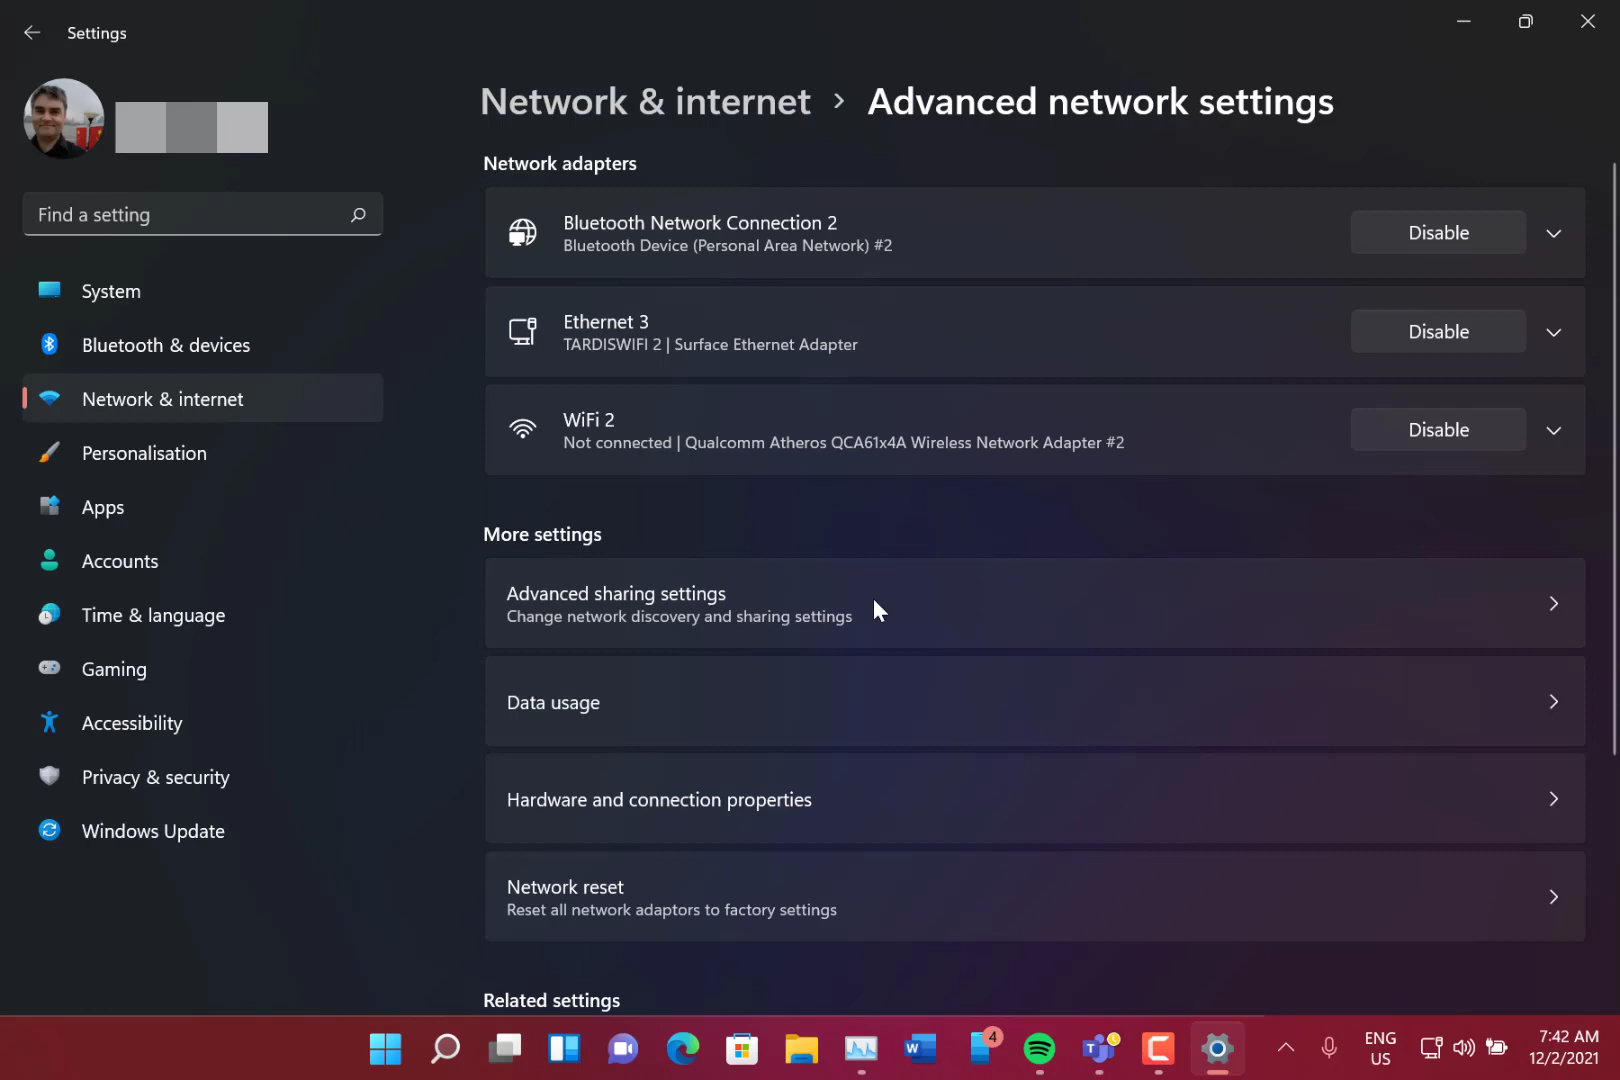 Settings
Find a setting
System
Bluetooth & devices
Network & internet
Personalisation
Apps
Accounts
Time & language
Gaming
Accessibility
Privacy & security
Windows Update
Network & internet > Advanced network settings
Network adapters
Bluetooth Network Connection 2
Bluetooth Device (Personal Area Network) #2
Disable
Ethernet 3
TARDISWIFI 2 | Surface Ethernet Adapter
Disable
WiFi 2
Not connected | Qualcomm Atheros QCA61x4A Wireless Network Adapter #2
Disable
More settings
Advanced sharing settings
Change network discovery and sharing settings
Data usage
Hardware and connection properties
Network reset
Reset all network adaptors to factory settings
Related settings
W
4
T
C
ENG
US
7:42 AM
12/2/2021